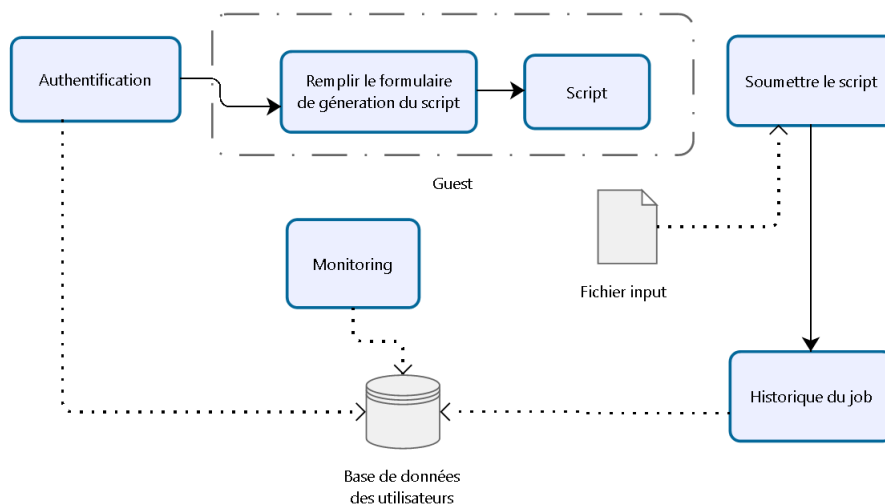 Authentification
Remplir le formulaire
de géneration du script
Script
Soumettre le script
Guest
Monitoring
Fichier input
Historique du job
Base de données
des utilisateurs